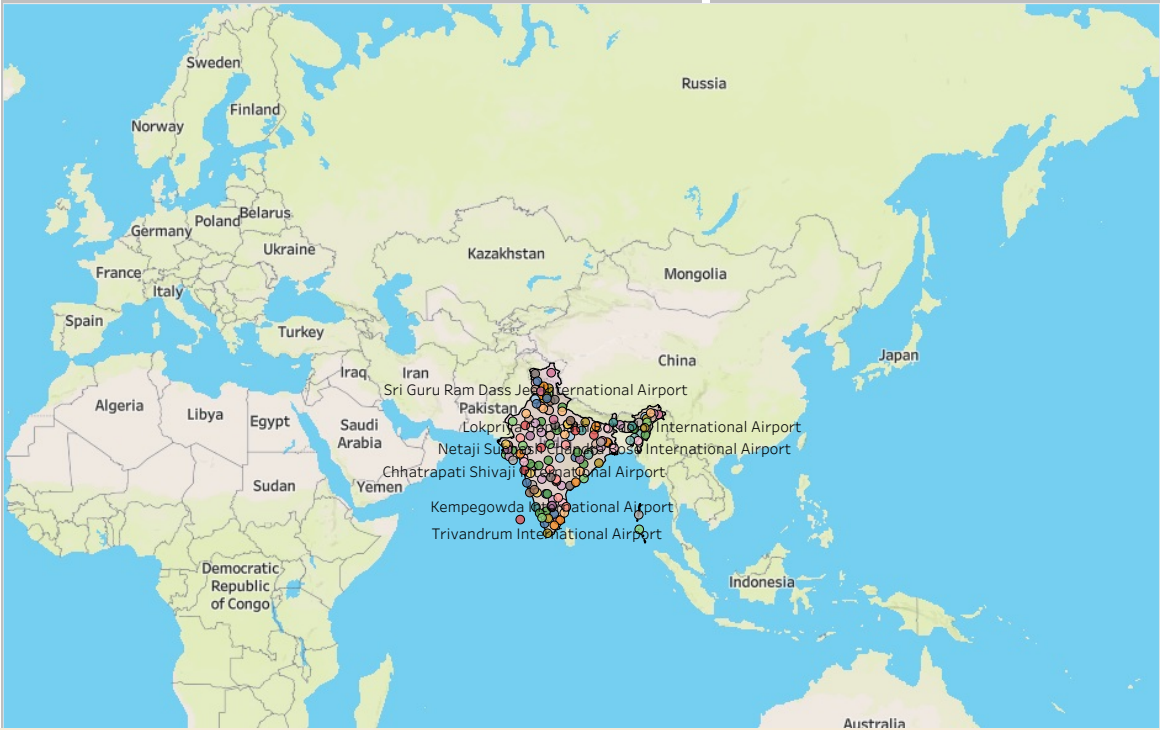 Sweden
Russia
Finland
Norway
Poland
Belarus
Germany
Ukraine
Kazakhstan
France
Mongolia
Italy
Spain
Turkey
Japan
China
Iraq
Iran
Sri Guru Ram Dass Jee International Airport
Algeria
Pakistan
Libya
Egypt
Saudi
Arabia
Lokpriya International Airport
Netaji Subhash Chandra Bose International Airport
Chhatrapati Shivaji International Airport
Sudan
Yemen
Kempegowda International Airport
Trivandrum International Airport
Democratic
Republic
of Congo
Indonesia
Australia